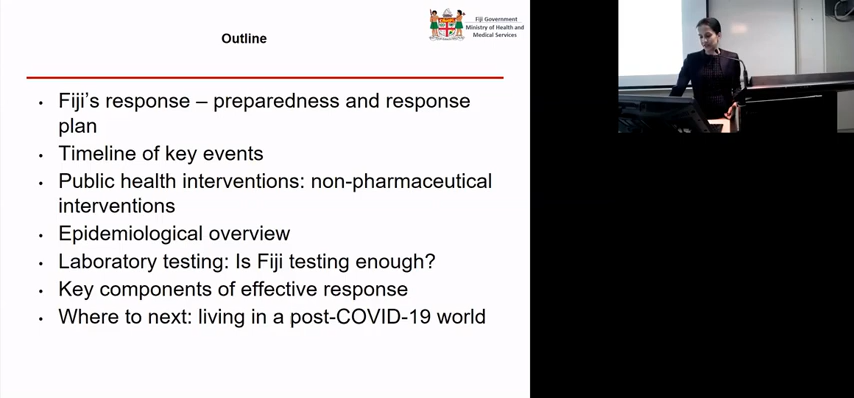 Outline
Fiji Government
Ministry of Health and
Medical Services
• Fiji's response – preparedness and response
plan
• Timeline of key events
• Public health interventions: non-pharmaceutical
interventions
• Epidemiological overview
• Laboratory testing: Is Fiji testing enough?
• Key components of effective response
• Where to next: living in a post-COVID-19 world